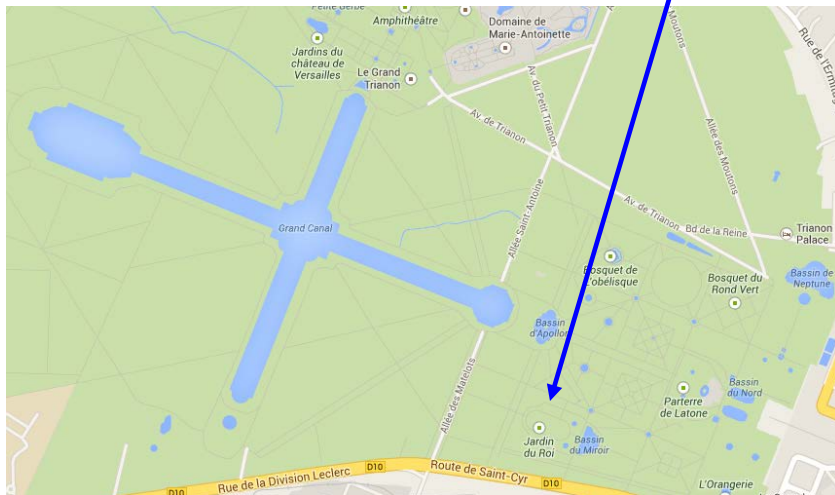 Amphithéâtre
Domaine de
Marie-Antoinette
Jardins du
château de
Versailles
Le Grand
Trianon
Av. du Petit Trianon
Av. de Trianon
Allée des Moutons
Moutons
Rue de l'Ermitag
Allée Saint-Antoine
Av. de Trianon
Bd de la Reine
Trianon
Palace
Grand Canal
Bosquet de
L'obélisque
Bosquet du
Rond Vert
Bassin de
Neptune
Bassin
d'Apollon
Allée des Matelots
Parterre
de Latone
Bassin
du Nord
Jardin
du Roi
Bassin
du Miroir
L'Orangerie
Rue de la Division Leclerc
D10
D10
Route de Saint-Cyr
D10